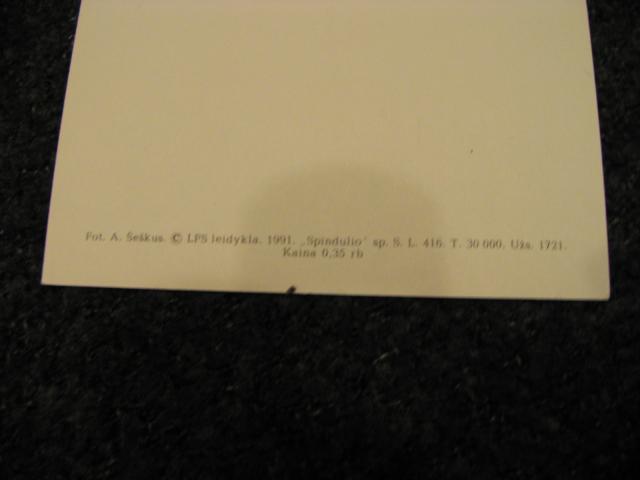 Fot. A. Šeškus. © LPS leidykla. 1991. „Spindulio“ sp. S. L. 416. T. 30 000. Užs. 1721.
Kaina 0,35 rb